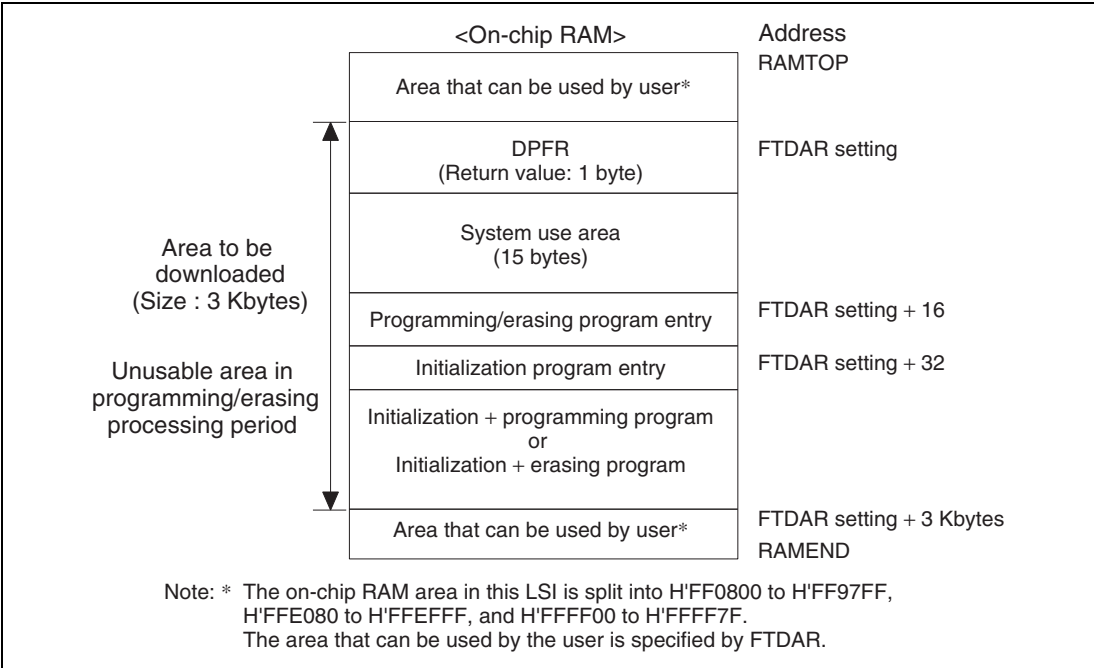 <On-chip RAM>
Address
RAMTOP
Area that can be used by user*
DPFR
(Return value: 1 byte)
FTDAR setting
System use area
(15 bytes)
Area to be
downloaded
(Size : 3 Kbytes)
Programming/erasing program entry
FTDAR setting + 16
Initialization program entry
FTDAR setting + 32
Unusable area in
programming/erasing
processing period
Initialization + programming program
or
Initialization + erasing program
Area that can be used by user*
FTDAR setting + 3 Kbytes
RAMEND
Note: * The on-chip RAM area in this LSI is split into H'FF0800 to H'FF97FF,
H'FFE080 to H'FFEFFF, and H'FFFF00 to H'FFFF7F.
The area that can be used by the user is specified by FTDAR.